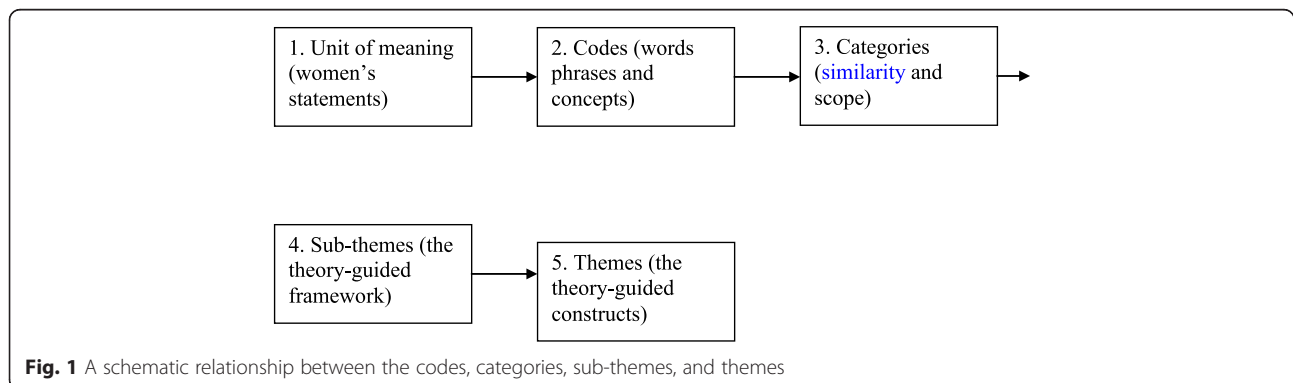 1. Unit of meaning
(women's
statements)
2. Codes (words
phrases and
concepts)
3. Categories
(similarity and
scope)
4. Sub-themes (the
theory-guided
framework)
5. Themes (the
theory-guided
constructs)
Fig. 1 A schematic relationship between the codes, categories, sub-themes, and themes